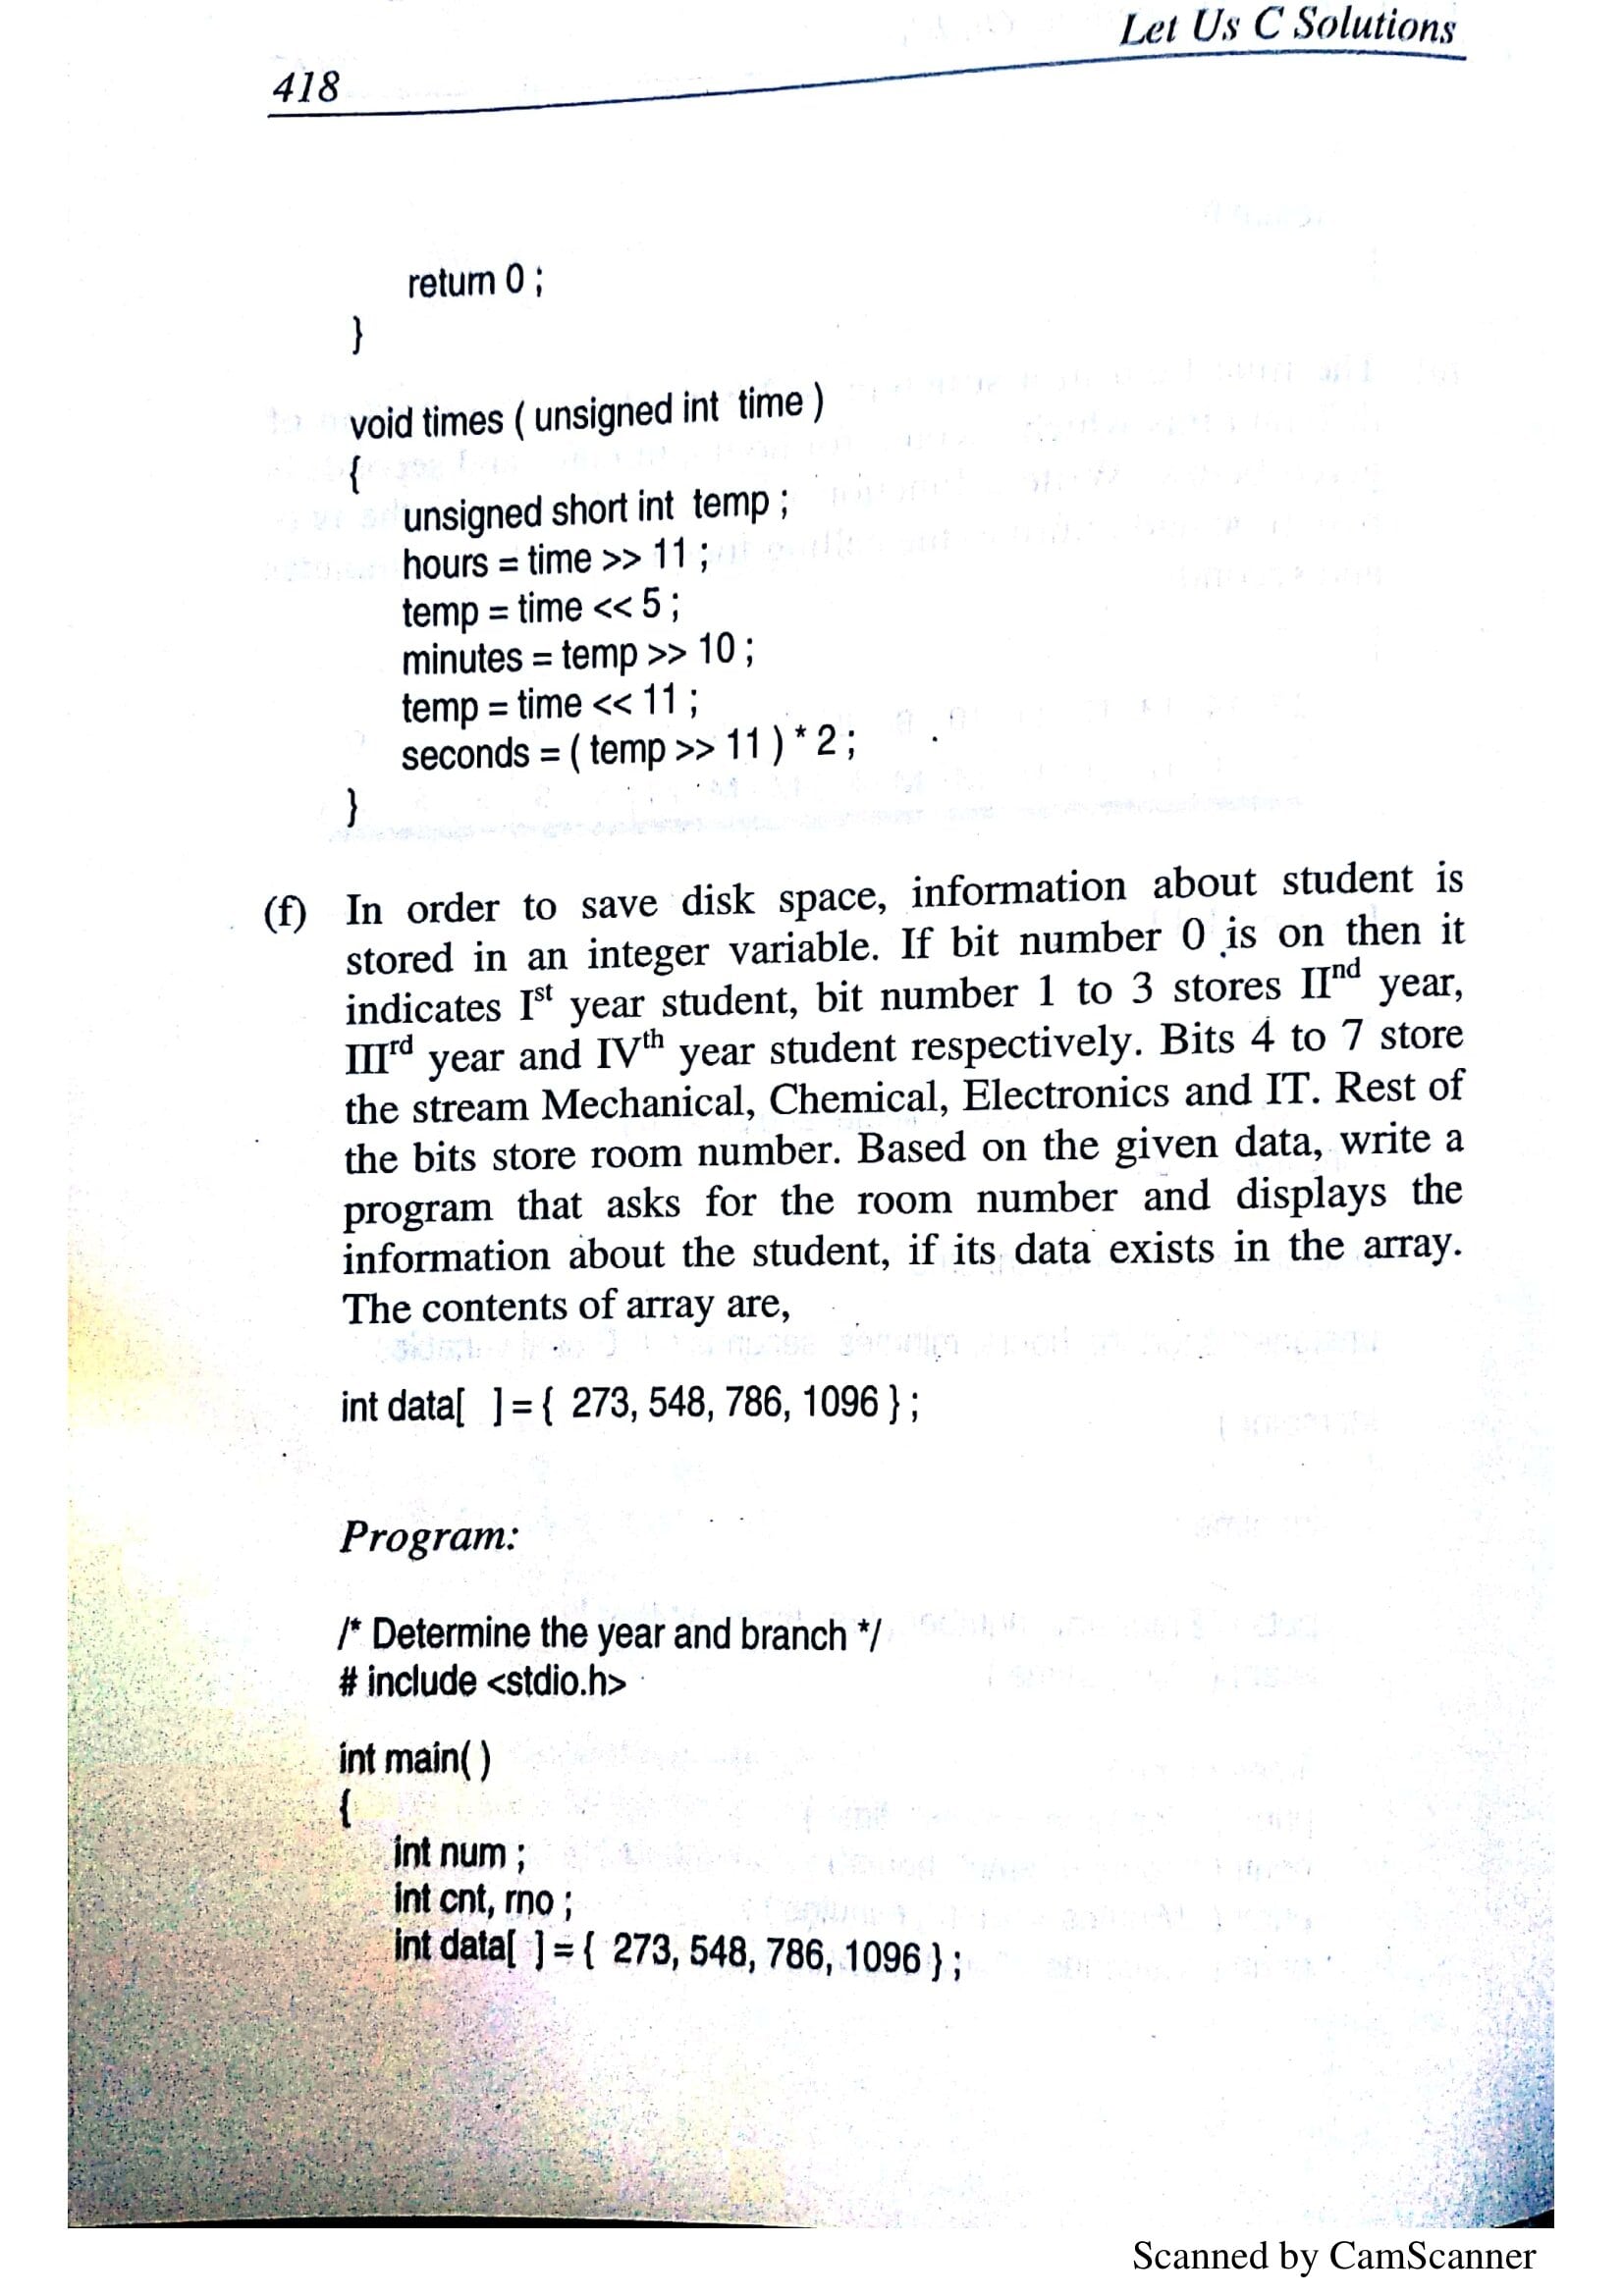 Let Us C Solutions
418
return 0 ;
}
void times ( unsigned int time )
{
unsigned short int temp ;
hours = time >> 11 ;
temp = time << 5 ;
minutes = temp >> 10 ;
temp = time << 11 ;
seconds = ( temp >> 11 ) * 2 ;
}
(f) In order to save disk space, information about student is
stored in an integer variable. If bit number 0 is on then it
indicates Ist year student, bit number 1 to 3 stores IInd year,
IIIrd year and IVth year student respectively. Bits 4 to 7 store
the stream Mechanical, Chemical, Electronics and IT. Rest of
the bits store room number. Based on the given data, write a
program that asks for the room number and displays the
information about the student, if its data exists in the array.
The contents of array are,
int data[ ] = { 273, 548, 786, 1096 } ;
Program:
/* Determine the year and branch */
# include <stdio.h>
int main( )
{
int num ;
int cnt, rno ;
int data[ ] = { 273, 548, 786, 1096 } ;
Scanned by CamScanner